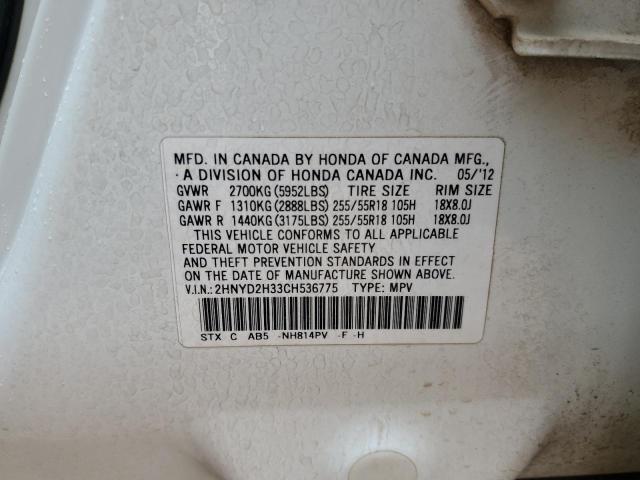 MFD. IN CANADA BY HONDA OF CANADA MFG.,
A DIVISION OF HONDA CANADA INC. 05/'12
GVWR 2700KG (5952LBS) TIRE SIZE RIM SIZE
GAWR F 1310KG (2888LBS) 255/55R18 105H 18X8.0J
GAWR R 1440KG (3175LBS) 255/55R18 105H 18X8.0J
THIS VEHICLE CONFORMS TO ALL APPLICABLE
FEDERAL MOTOR VEHICLE SAFETY
AND THEFT PREVENTION STANDARDS IN EFFECT
ON THE DATE OF MANUFACTURE SHOWN ABOVE.
V.I.N.:2HNYD2H33CH536775 TYPE: MPV
STX C AB5 -NH814PV -F -H